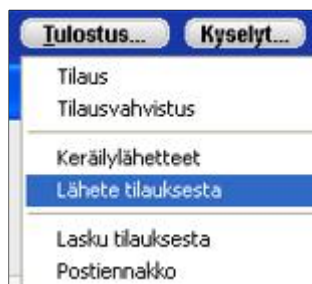 Tulostus... Kyselyt...
Tilaus
Tilausvahvistus
Keräilylähetteet
Lähete tilauksesta
Lasku tilauksesta
Postiennakko